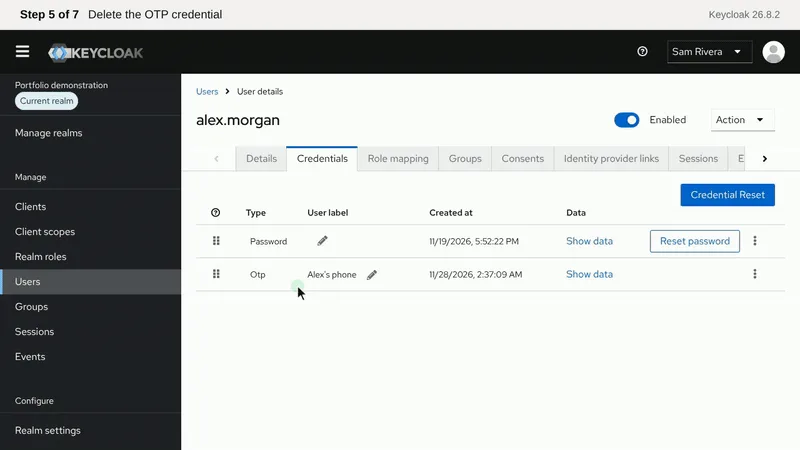 Step 5 of 7 Delete the OTP credential Keycloak 26.8.2
KEYCLOAK Sam Rivera
Portfolio demonstration
Current realm
Manage realms
Manage
Clients
Client scopes
Realm roles
Users
Groups
Sessions
Events
Configure
Realm settings
Users User details
alex.morgan Enabled Action
Details Credentials Role mapping Groups Consents Identity provider links Sessions E
Credential Reset
Type User label Created at Data
Password 11/19/2026, 5:52:22 PM Show data Reset password
Otp Alex's phone 11/28/2026, 2:37:09 AM Show data